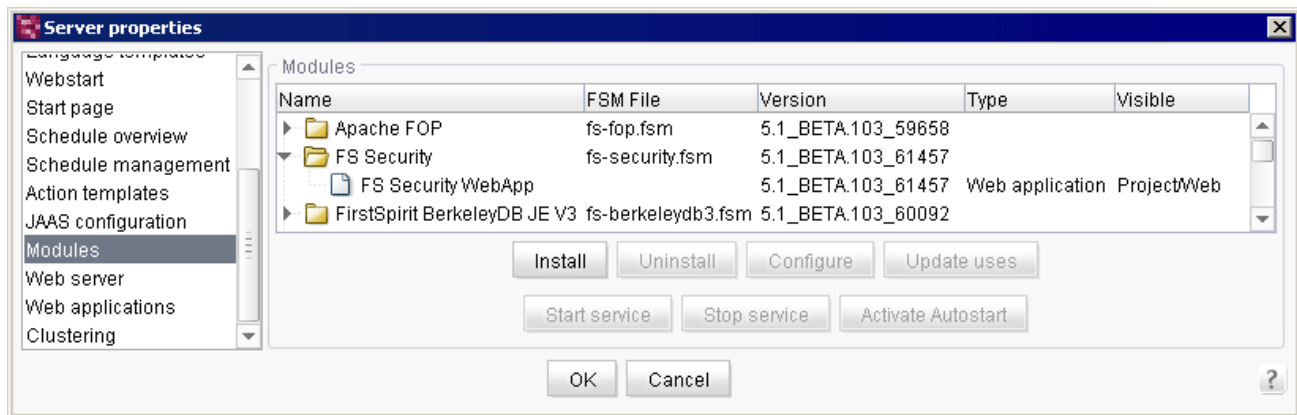 Server properties
Language templates
Webstart
Start page
Schedule overview
Schedule management
Action templates
JAAS configuration
Modules
Web server
Web applications
Clustering
Modules
Name FSM File Version Type Visible
Apache FOP fs-fop.fsm 5.1_BETA.103_59658
FS Security fs-security.fsm 5.1_BETA.103_61457
FS Security WebApp 5.1_BETA.103_61457 Web application Project/Web
FirstSpirit BerkeleyDB JE V3 fs-berkeleydb3.fsm 5.1_BETA.103_60092
Install Uninstall Configure Update uses
Start service Stop service Activate Autostart
OK Cancel ?